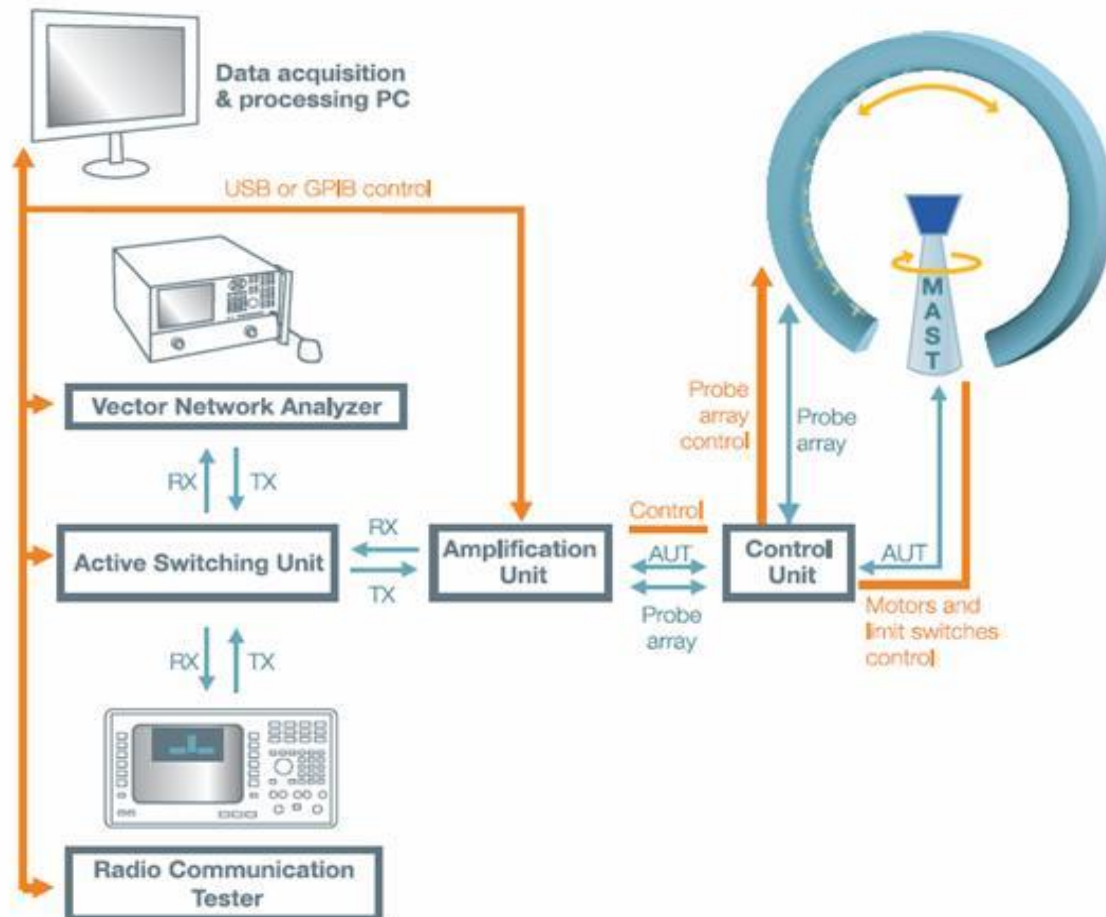 Data acquisition
& processing PC
USB or GPIB control
Vector Network Analyzer
RX
TX
Active Switching Unit
RX
TX
RX
TX
Radio Communication
Tester
Amplification
Unit
Control
AUT
Probe
array
Control
Unit
Probe
array
control
Probe
array
MAST
AUT
Motors and
limit switches
control